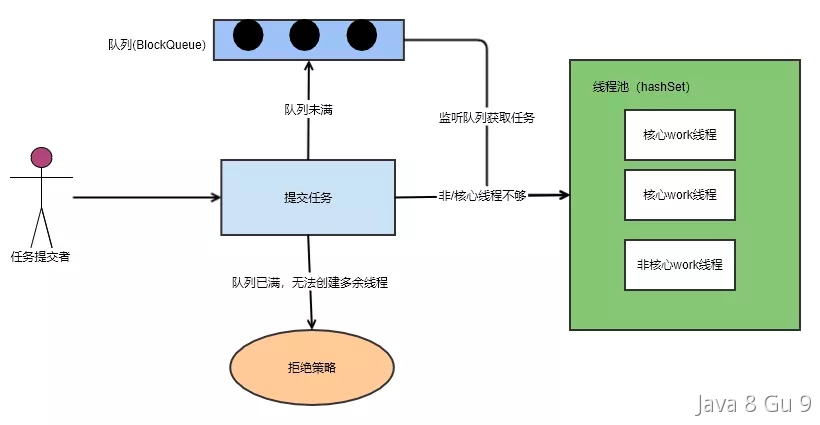 队列(BlockQueue)
线程池（hashSet）
队列未满
监听队列获取任务
核心work线程
提交任务
非/核心线程不够
核心work线程
任务提交者
非核心work线程
队列已满，无法创建多余线程
拒绝策略
Java 8 Gu 9